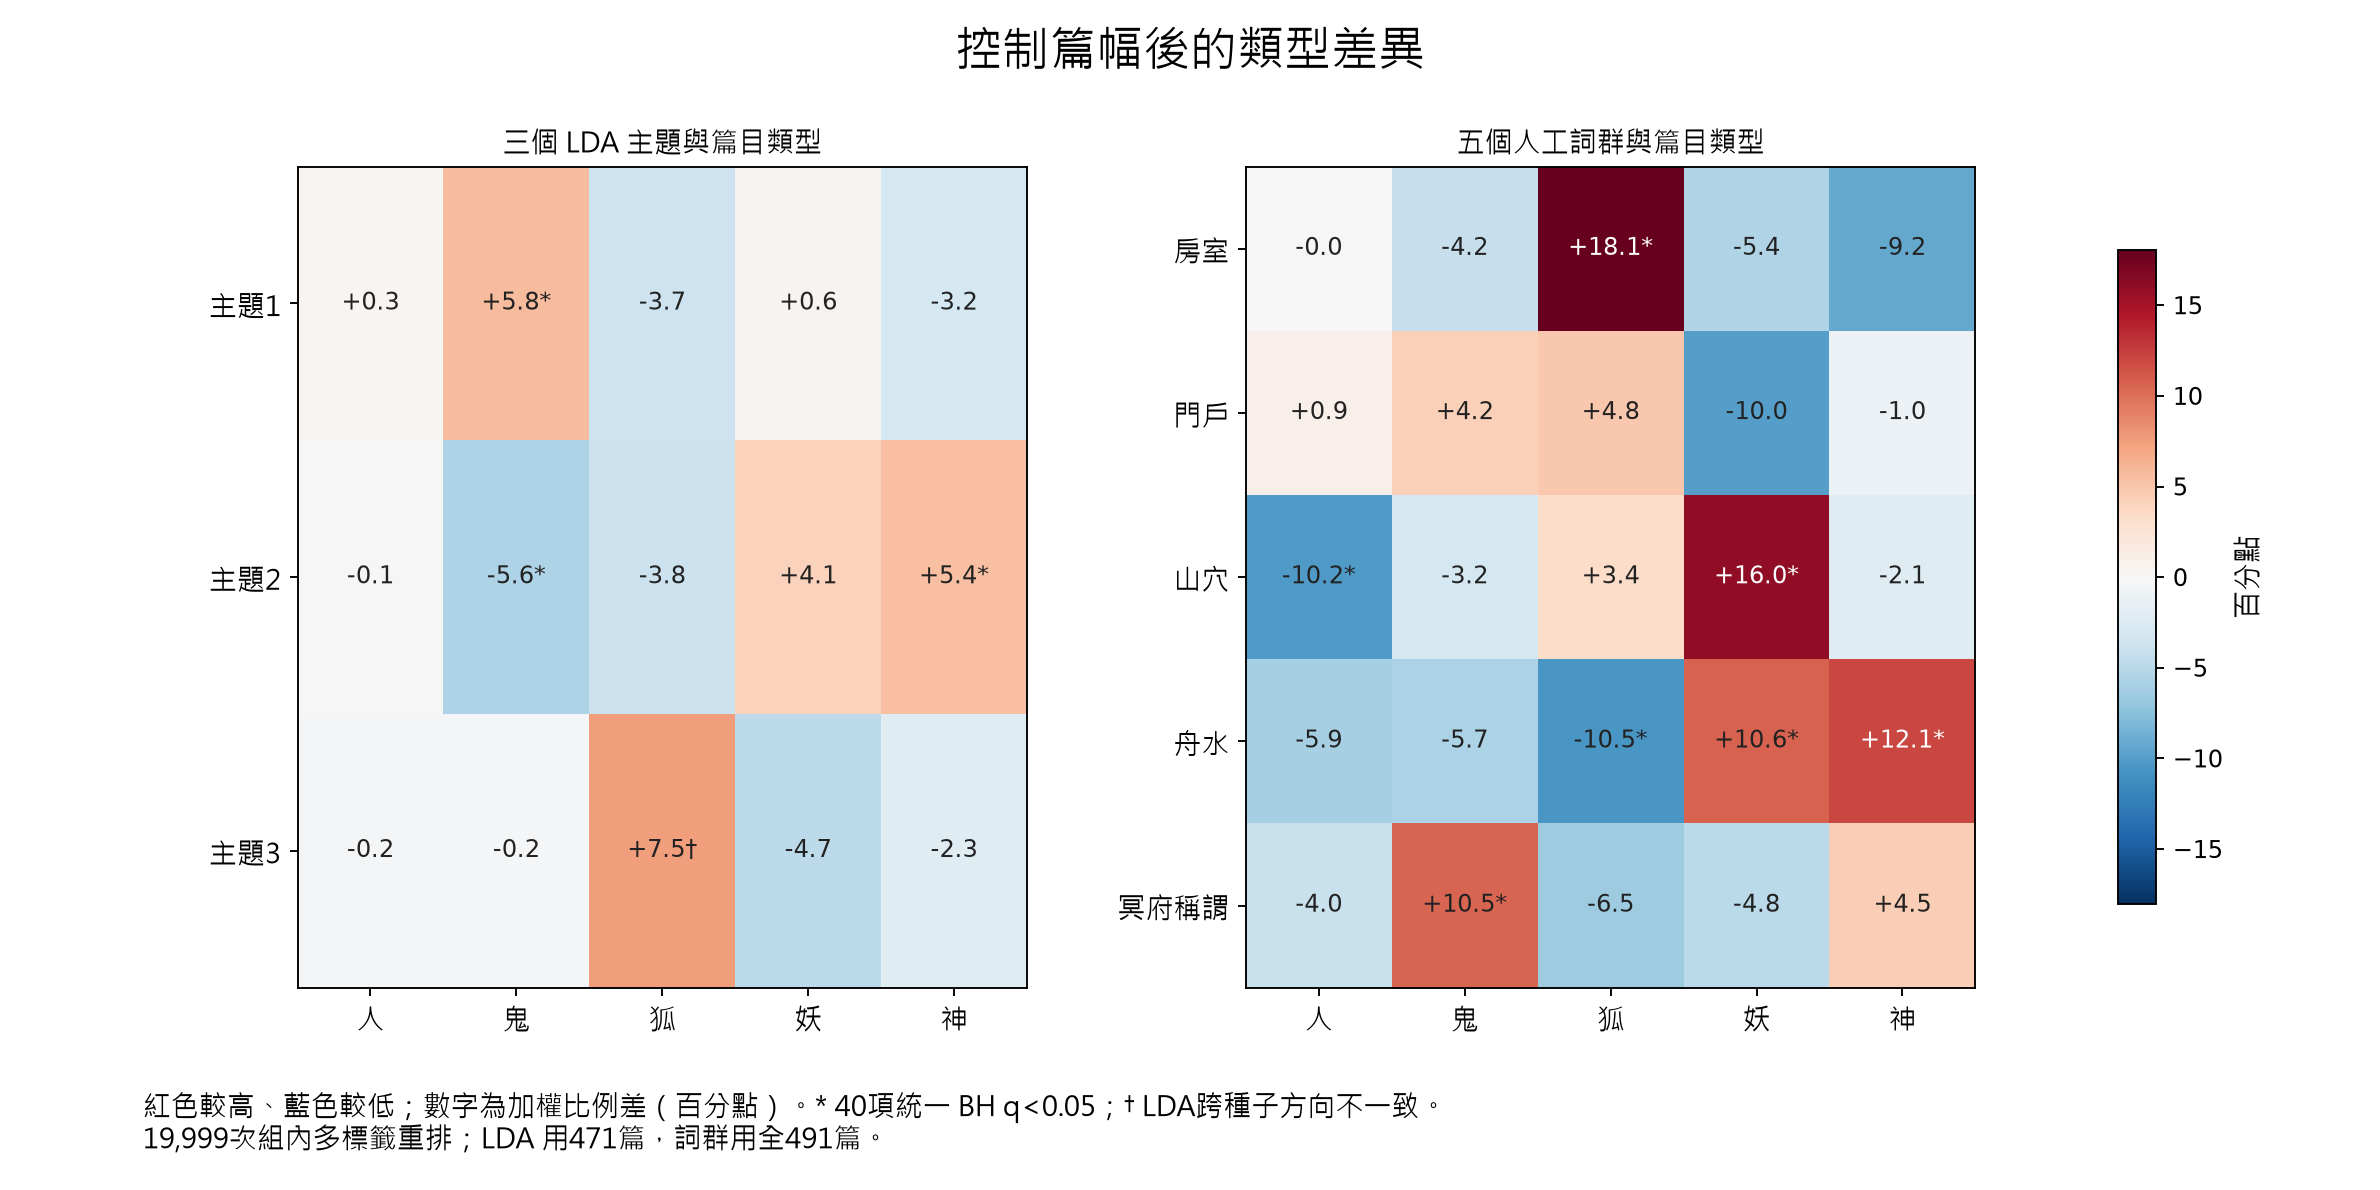 控制篇幅後的類型差異
三個 LDA 主題與篇目類型
主題1
+0.3
+5.8*
-3.7
+0.6
-3.2
主題2
-0.1
-5.6*
-3.8
+4.1
+5.4*
主題3
-0.2
-0.2
+7.5†
-4.7
-2.3
人
鬼
狐
妖
神
五個人工詞群與篇目類型
房室
-0.0
-4.2
+18.1*
-5.4
-9.2
門戶
+0.9
+4.2
+4.8
-10.0
-1.0
山穴
-10.2*
-3.2
+3.4
+16.0*
-2.1
舟水
-5.9
-5.7
-10.5*
+10.6*
+12.1*
冥府稱謂
-4.0
+10.5*
-6.5
-4.8
+4.5
人
鬼
狐
妖
神
15
10
5
0
−5
−10
−15
百分點
紅色較高、藍色較低；數字為加權比例差（百分點）。* 40項統一 BH q<0.05；† LDA跨種子方向不一致。
19,999次組內多標籤重排；LDA 用471篇，詞群用全491篇。